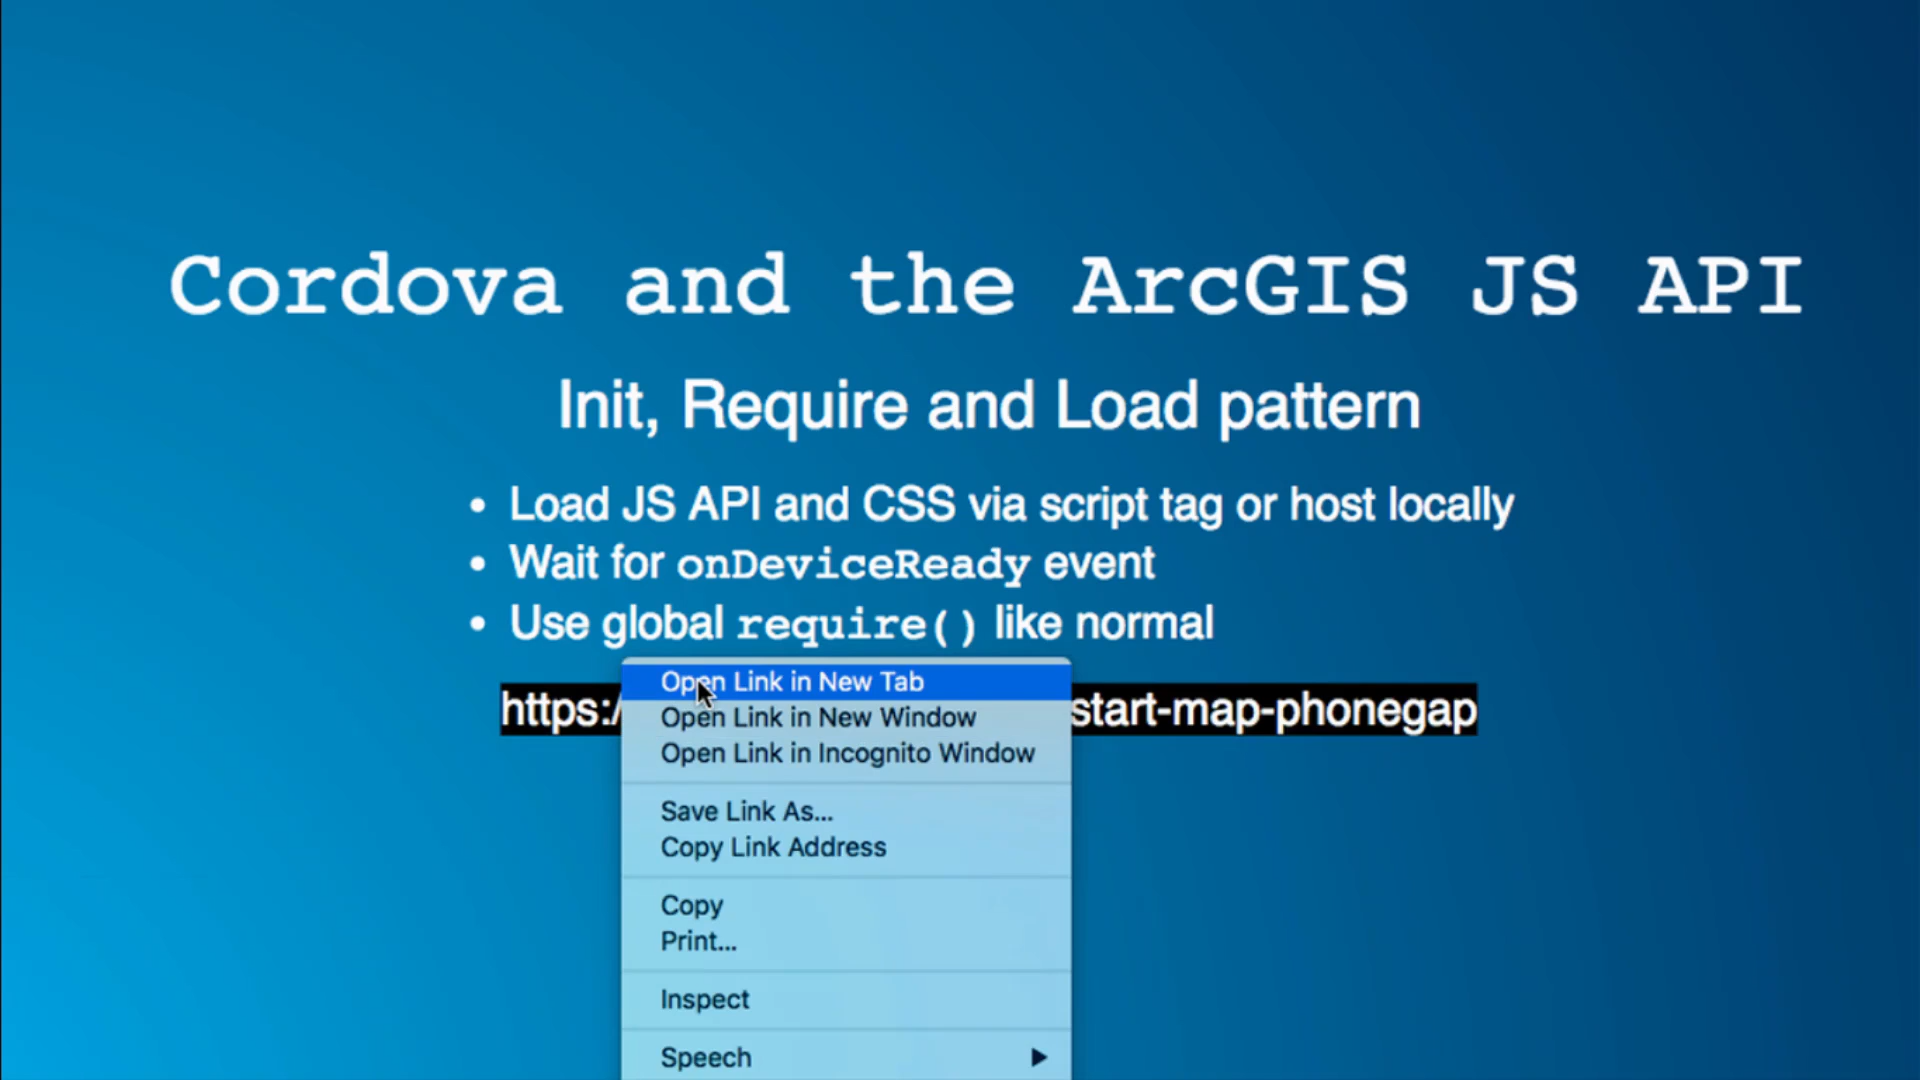 Cordova and the ArcGIS JS API
Init, Require and Load pattern
• Load JS API and CSS via script tag or host locally
• Wait for onDeviceReady event
• Use global require() like normal
https:/ start-map-phonegap
Open Link in New Tab
Open Link in New Window
Open Link in Incognito Window
Save Link As...
Copy Link Address
Copy
Print...
Inspect
Speech